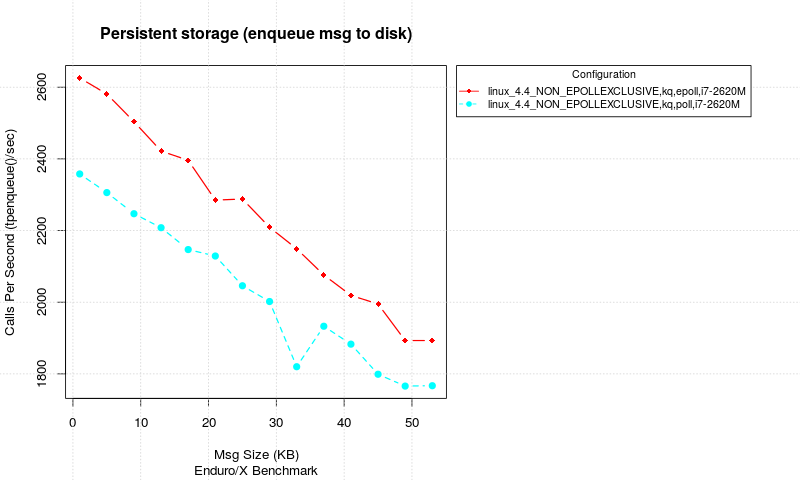 Persistent storage (enqueue msg to disk)
Configuration
linux_4.4_NON_EPOLLEXCLUSIVE,kq,epoll,i7-2620M
linux_4.4_NON_EPOLLEXCLUSIVE,kq,poll,i7-2620M
Calls Per Second (tpenqueue()/sec)
2600
2400
2200
2000
1800
0 10 20 30 40 50
Msg Size (KB)
Enduro/X Benchmark